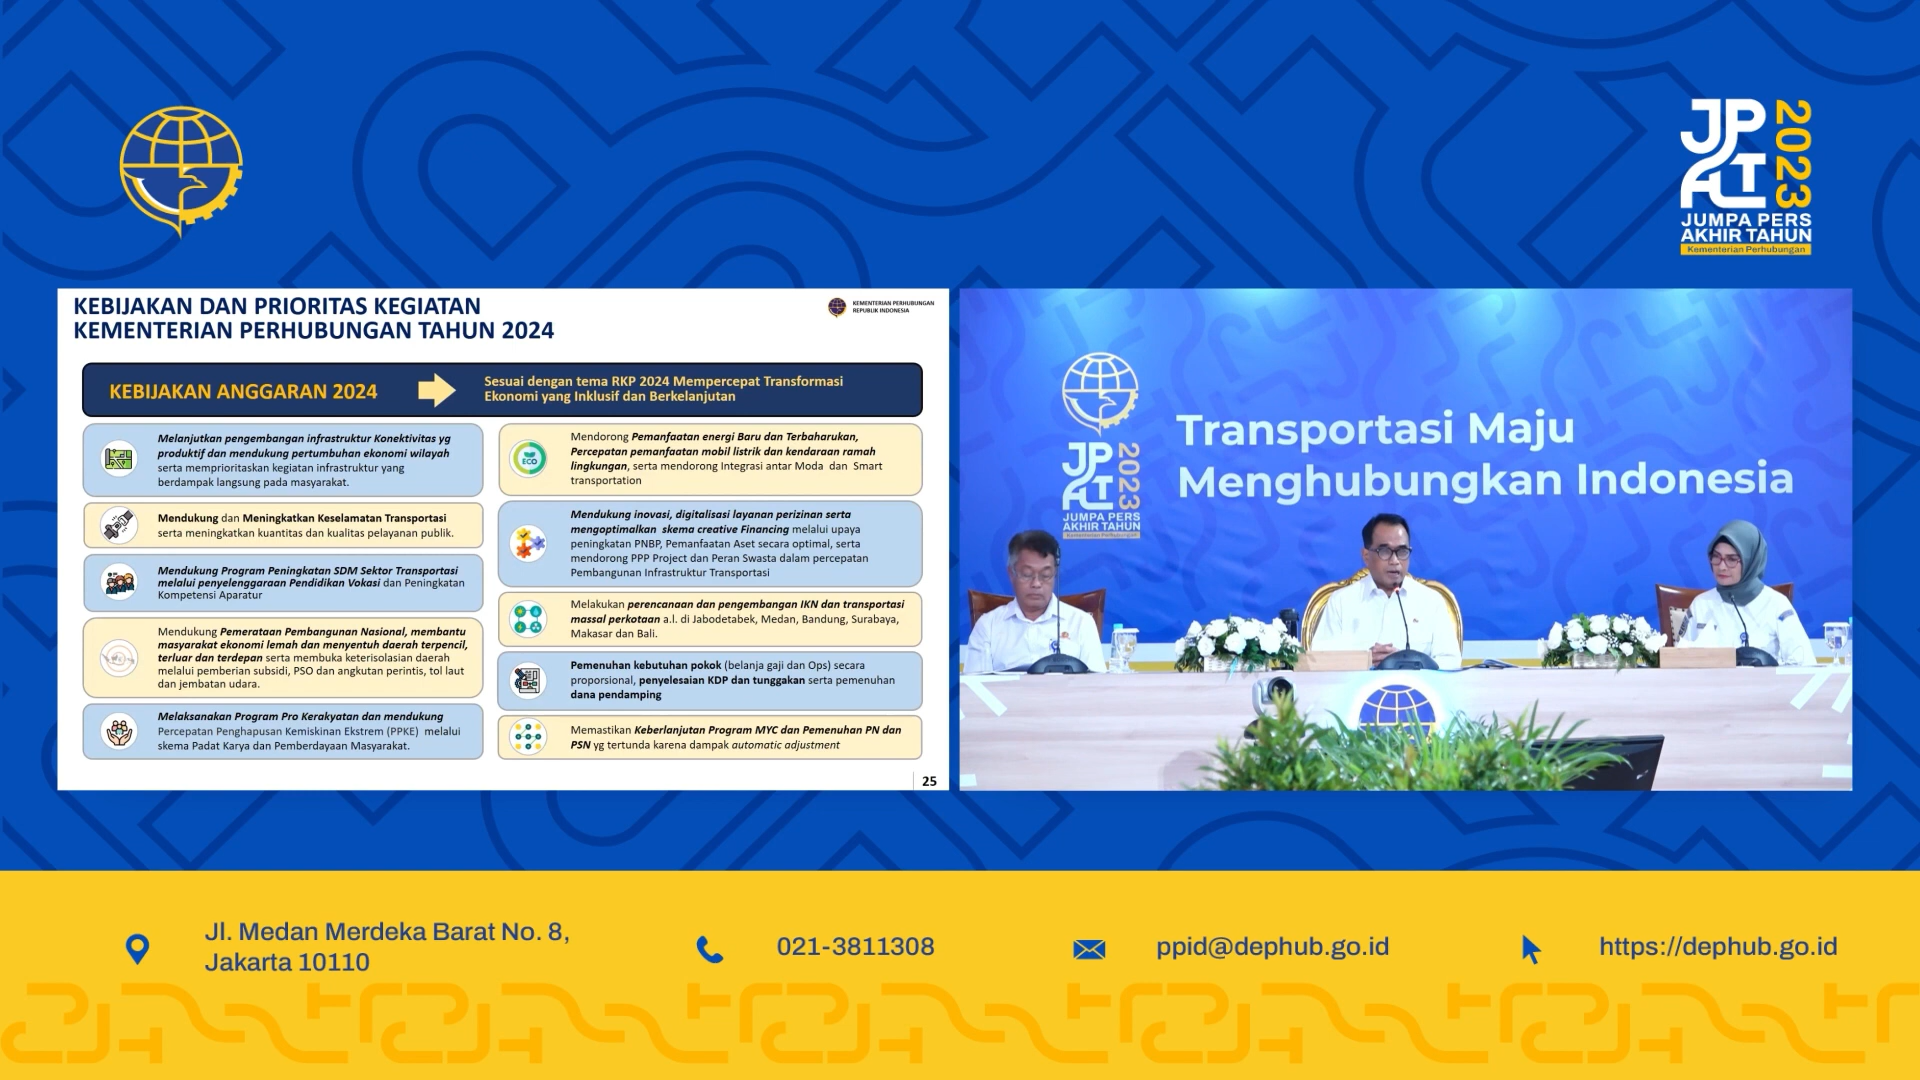 JPAT 2023
JUMPA PERS
AKHIR TAHUN
Kementerian Perhubungan
KEBIJAKAN DAN PRIORITAS KEGIATAN
KEMENTERIAN PERHUBUNGAN TAHUN 2024
KEMENTERIAN PERHUBUNGAN
REPUBLIK INDONESIA
KEBIJAKAN ANGGARAN 2024
Sesuai dengan tema RKP 2024 Mempercepat Transformasi
Ekonomi yang Inklusif dan Berkelanjutan
Melanjutkan pengembangan infrastruktur Konektivitas yg
produktif dan mendukung pertumbuhan ekonomi wilayah
serta memprioritaskan kegiatan infrastruktur yang
berdampak langsung pada masyarakat.
Mendukung dan Meningkatkan Keselamatan Transportasi
serta meningkatkan kuantitas dan kualitas pelayanan publik.
Mendukung Program Peningkatan SDM Sektor Transportasi
melalui penyelenggaraan Pendidikan Vokasi dan Peningkatan
Kompetensi Aparatur
Mendukung Pemerataan Pembangunan Nasional, membantu
masyarakat ekonomi lemah dan menyentuh daerah terpencil,
terluar dan terdepan serta membuka keterisolasian daerah
melalui pemberian subsidi, PSO dan angkutan perintis, tol laut
dan jembatan udara.
Melaksanakan Program Pro Kerakyatan dan mendukung
Percepatan Penghapusan Kemiskinan Ekstrem (PPKE) melalui
skema Padat Karya dan Pemberdayaan Masyarakat.
ECO
Mendorong Pemanfaatan energi Baru dan Terbaharukan,
Percepatan pemanfaatan mobil listrik dan kendaraan ramah
lingkungan, serta mendorong Integrasi antar Moda dan Smart
transportation
Mendukung inovasi, digitalisasi layanan perizinan serta
mengoptimalkan skema creative Financing melalui upaya
peningkatan PNBP, Pemanfaatan Aset secara optimal, serta
mendorong PPP Project dan Peran Swasta dalam percepatan
Pembangunan Infrastruktur Transportasi
Melakukan perencanaan dan pengembangan IKN dan transportasi
massal perkotaan a.l. di Jabodetabek, Medan, Bandung, Surabaya,
Makasar dan Bali.
Pemenuhan kebutuhan pokok (belanja gaji dan Ops) secara
proporsional, penyelesaian KDP dan tunggakan serta pemenuhan
dana pendamping
Memastikan Keberlanjutan Program MYC dan Pemenuhan PN dan
PSN yg tertunda karena dampak automatic adjustment
25
JPAT 2023
JUMPA PERS
AKHIR TAHUN
Kementerian Perhubungan
Transportasi Maju
Menghubungkan Indonesia
Jl. Medan Merdeka Barat No. 8,
Jakarta 10110
021-3811308
ppid@dephub.go.id
https://dephub.go.id